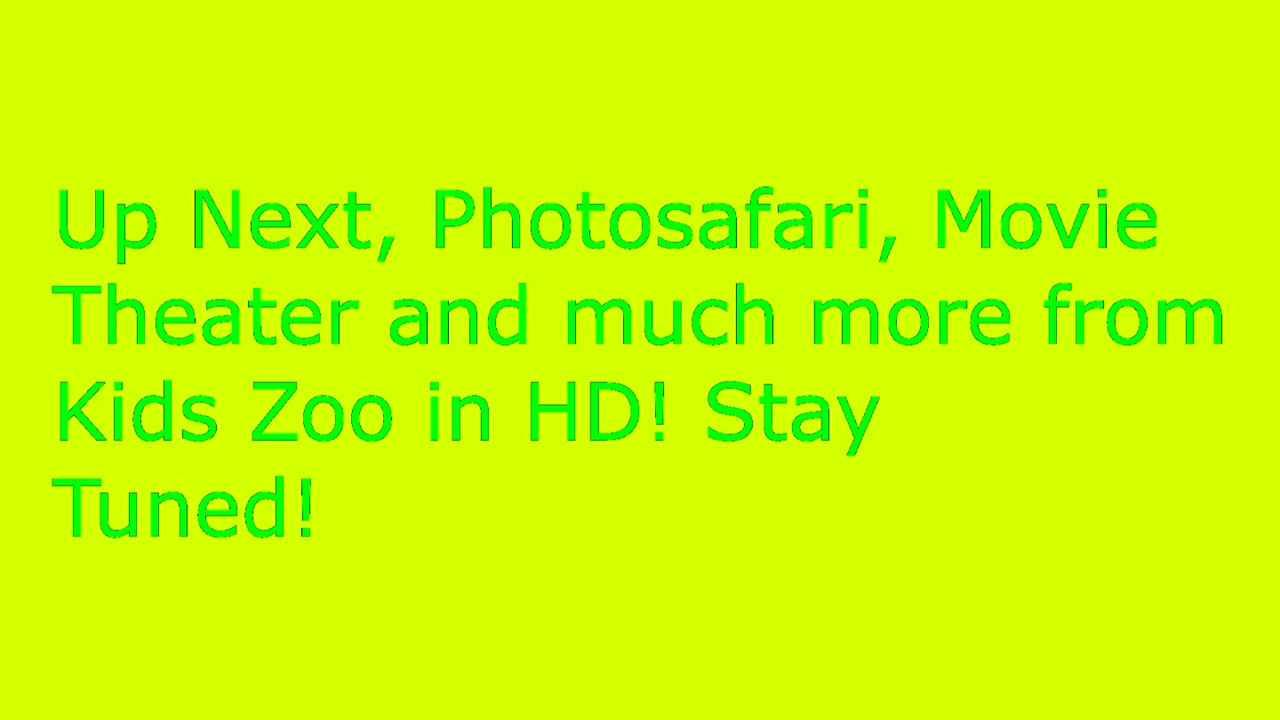 Up Next, Photosafari, Movie
Theater and much more from
Kids Zoo in HD! Stay
Tuned!